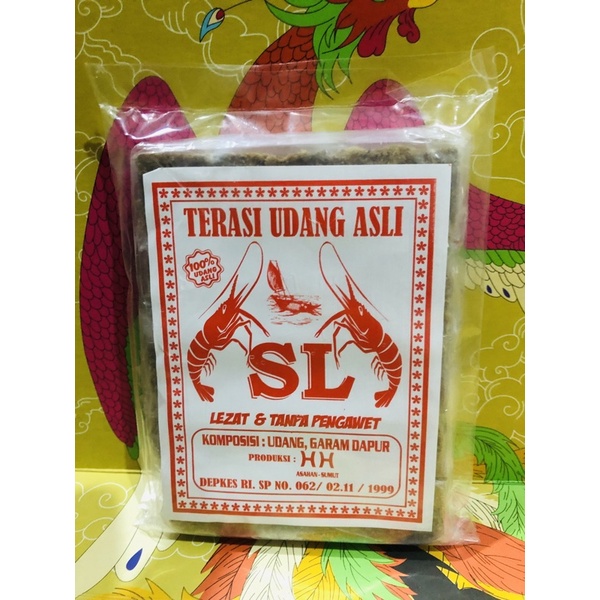 TERASI UDANG ASLI
100%
UDANG
ASLI
SL
LEZAT & TANPA PENGAWET
KOMPOSISI : UDANG, GARAM DAPUR
PRODUKSI : HH
ASAHAN - SUMUT
DEPKES RI. SP NO. 062/ 02.11 / 1999